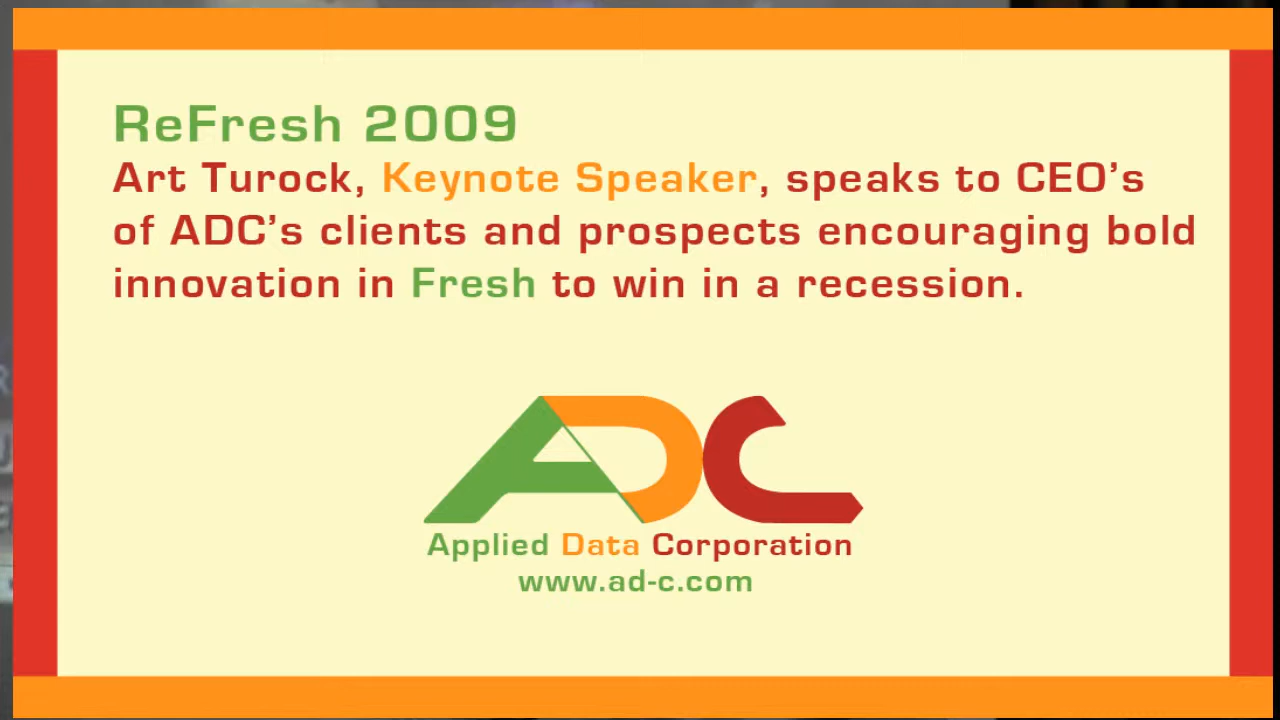 ReFresh 2009
Art Turock, Keynote Speaker, speaks to CEO's
of ADC's clients and prospects encouraging bold
innovation in Fresh to win in a recession.
ADC
Applied Data Corporation
www.ad-c.com